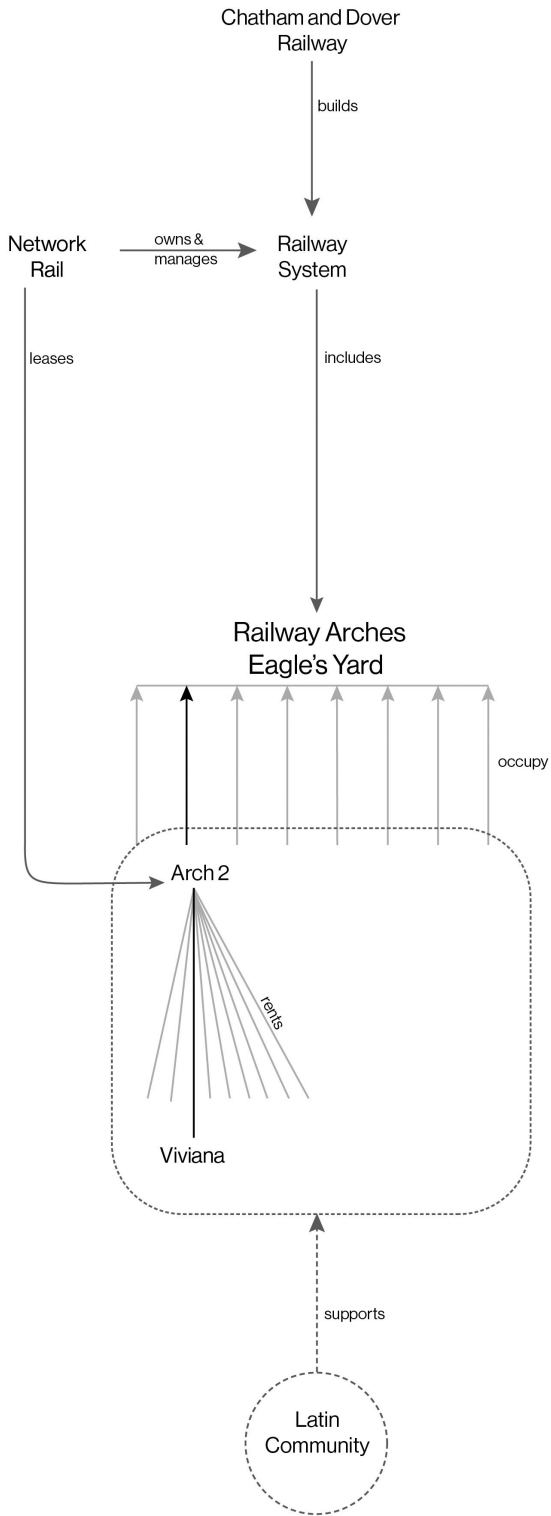 Chatham and Dover
Railway
builds
Network
Rail
owns &
manages
Railway
System
leases
includes
Railway Arches
Eagle's Yard
occupy
Arch 2
rents
Viviana
supports
Latin
Community